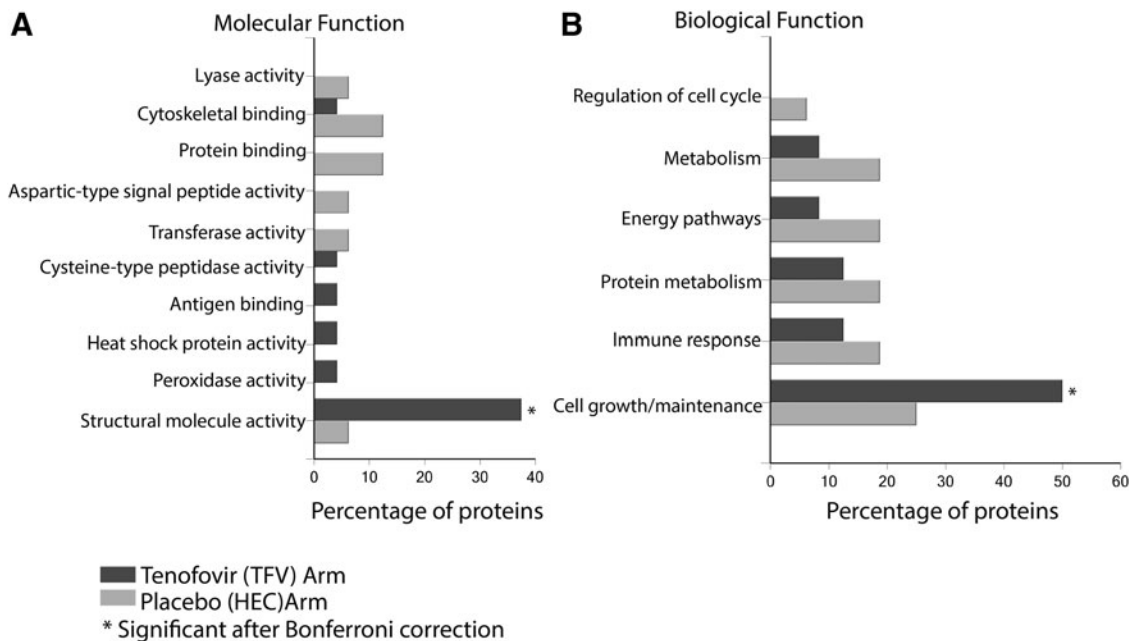 A
Molecular Function
Lyase activity
Cytoskeletal binding
Protein binding
Aspartic-type signal peptide activity
Transferase activity
Cysteine-type peptidase activity
Antigen binding
Heat shock protein activity
Peroxidase activity
Structural molecule activity
*
0 10 20 30 40
Percentage of proteins
B
Biological Function
Regulation of cell cycle
Metabolism
Energy pathways
Protein metabolism
Immune response
Cell growth/maintenance
*
0 10 20 30 40 50 60
Percentage of proteins
Tenofovir (TFV) Arm
Placebo (HEC)Arm
* Significant after Bonferroni correction